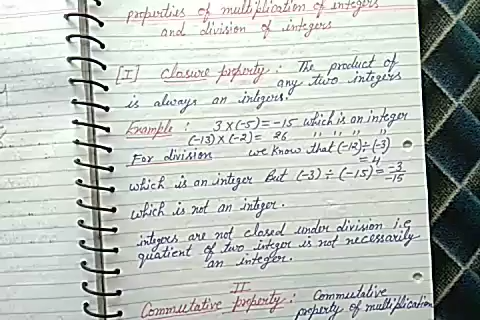 properties of multiplication of integers
and division of integers
[I] Closure property : The product of
any two integers
is always an integers.
Example : 3 x (-5) = -15 which is an integer
(-13) x (-2) = 26 " " " "
For division we know that (-12) ÷ (-3)
= 4
which is an integer But (-3) ÷ (-15) = -3/-15
which is not an integer.
integers are not closed under division i.e
quatient of two integer is not necessarily
an integer.
II
Commutative property : Commutative
property of multiplication